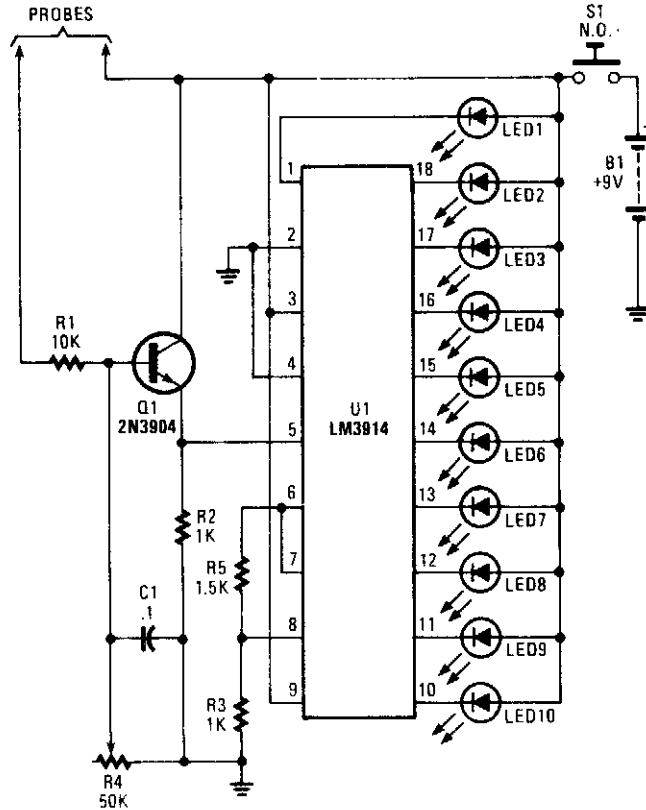 PROBES
S1
N.O.
LED1
B1
+9V
1
18
LED2
2
17
LED3
3
16
LED4
R1
10K
4
15
LED5
Q1
2N3904
U1
LM3914
5
14
LED6
6
13
LED7
R2
1K
R5
1.5K
7
12
LED8
C1
.1
8
11
LED9
R3
1K
9
10
LED10
R4
50K